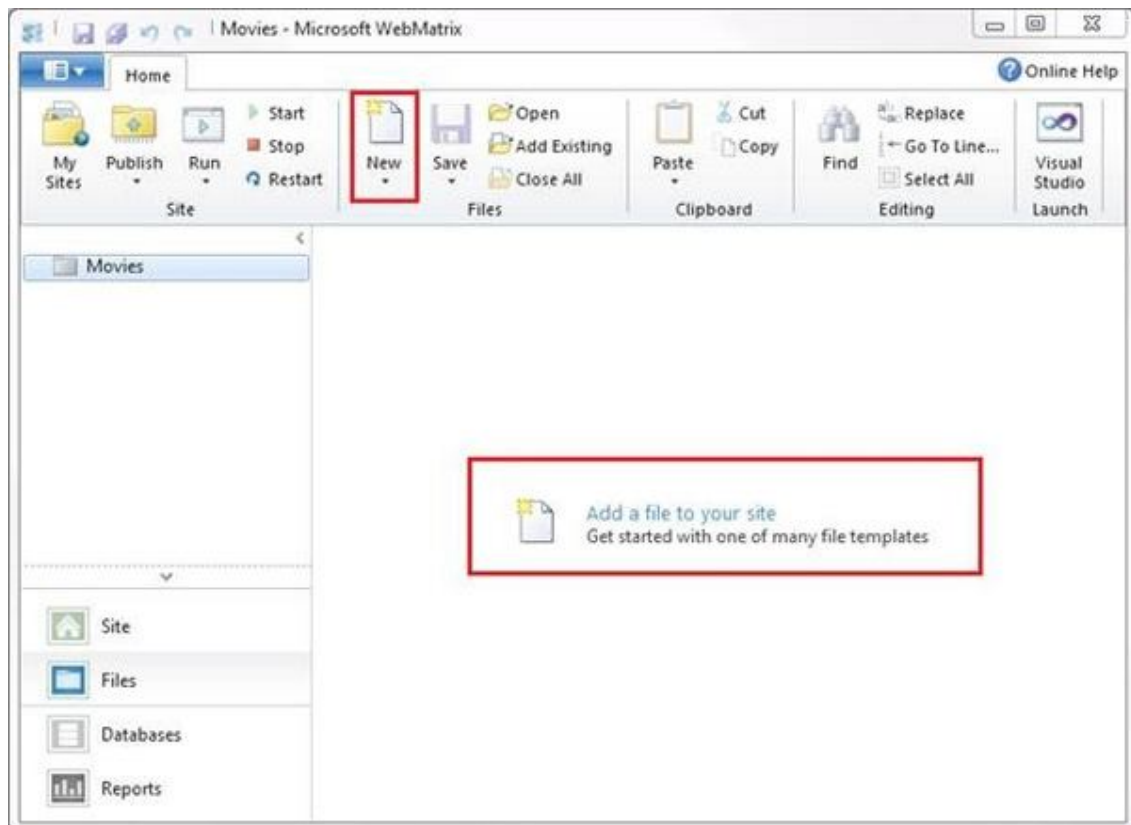 Movies - Microsoft WebMatrix
Home
Online Help
My Sites
Publish
Run
Start
Stop
Restart
Site
New
Save
Open
Add Existing
Close All
Files
Paste
Cut
Copy
Clipboard
Find
Replace
Go To Line...
Select All
Editing
Visual Studio
Launch
Movies
Add a file to your site
Get started with one of many file templates
Site
Files
Databases
Reports